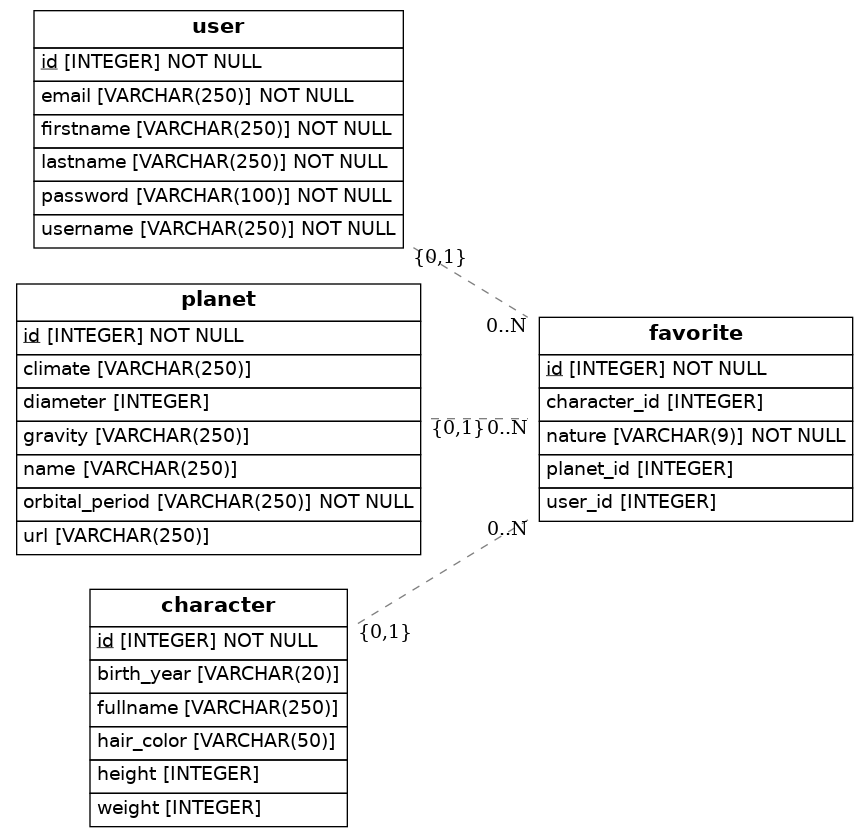 user
id [INTEGER] NOT NULL
email [VARCHAR(250)] NOT NULL
firstname [VARCHAR(250)] NOT NULL
lastname [VARCHAR(250)] NOT NULL
password [VARCHAR(100)] NOT NULL
username [VARCHAR(250)] NOT NULL
{0,1}
0..N
planet
id [INTEGER] NOT NULL
climate [VARCHAR(250)]
diameter [INTEGER]
gravity [VARCHAR(250)]
name [VARCHAR(250)]
orbital_period [VARCHAR(250)] NOT NULL
url [VARCHAR(250)]
{0,1} 0..N
favorite
id [INTEGER] NOT NULL
character_id [INTEGER]
nature [VARCHAR(9)] NOT NULL
planet_id [INTEGER]
user_id [INTEGER]
0..N
{0,1}
character
id [INTEGER] NOT NULL
birth_year [VARCHAR(20)]
fullname [VARCHAR(250)]
hair_color [VARCHAR(50)]
height [INTEGER]
weight [INTEGER]